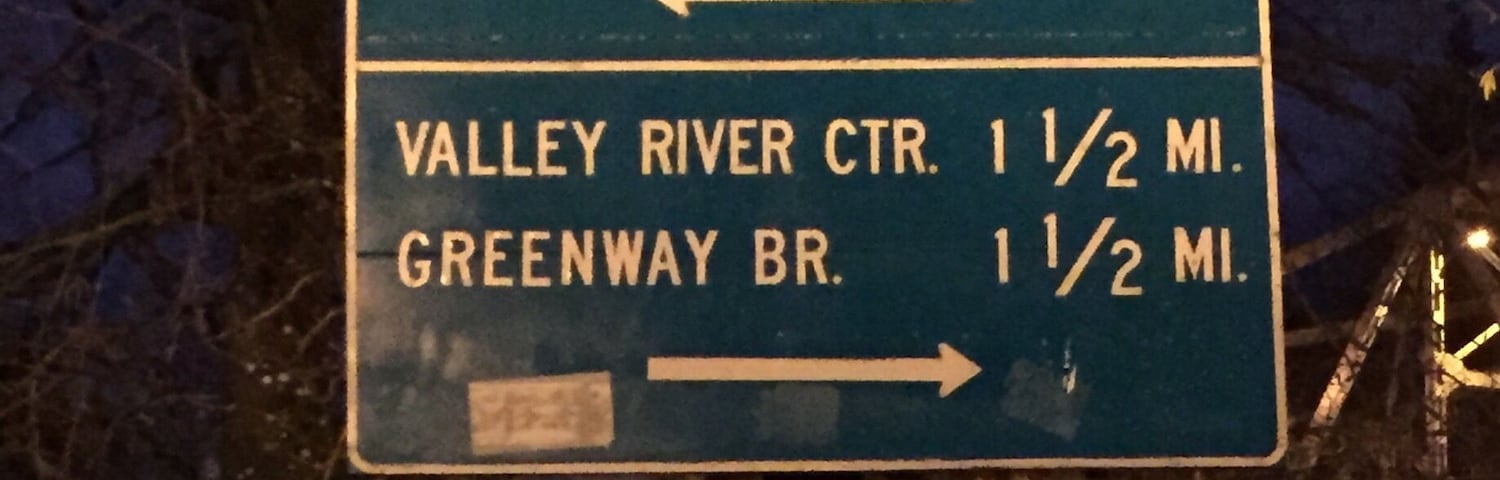 VALLEY RIVER CTR. 1 1/2 MI.
GREENWAY BR. 1 1/2 MI.